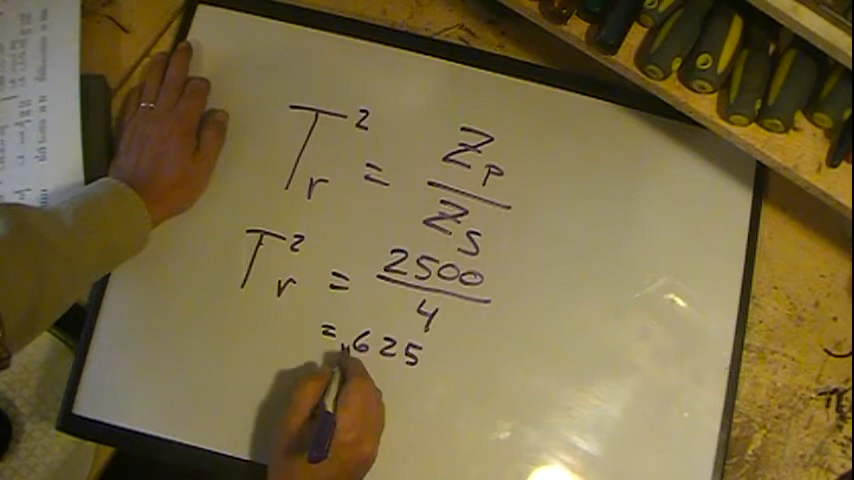 Tr² = Zp/Zs
Tr² = 2500/4
= 625